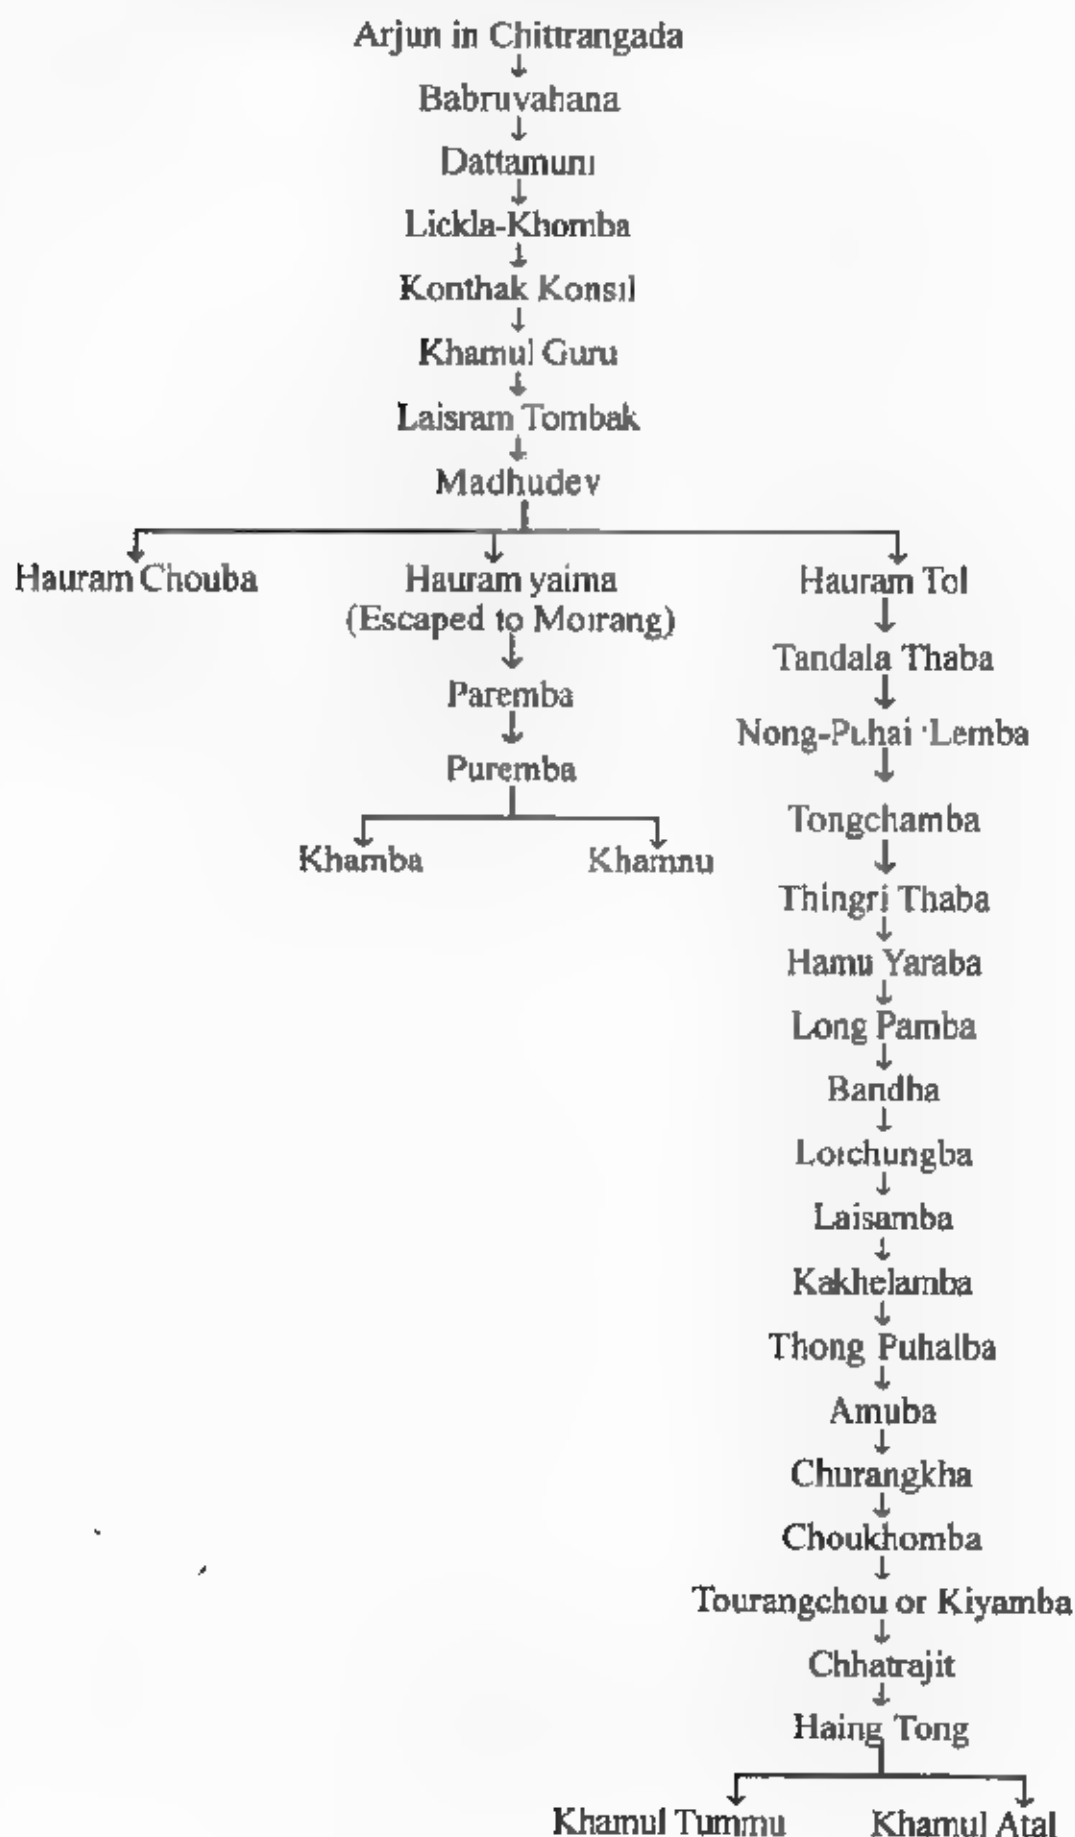 Arjun in Chittrangada
Babruvahana
Dattamuni
Lickla-Khomba
Konthak Konsil
Khamul Guru
Laisram Tombak
Madhudev
Hauram Chouba Hauram yaima Hauram Tol
(Escaped to Moirang)
Tandala Thaba
Paremba
Nong-Puhai Lemba
Puremba
Tongchamba
Khamba Khamnu
Thingri Thaba
Hamu Yaraba
Long Pamba
Bandha
Loichungba
Laisamba
Kakhelamba
Thong Puhalba
Amuba
Churangkha
Choukhomba
Tourangchou or Kiyamba
Chhatrajit
Haing Tong
Khamul Tummu Khamul Atal